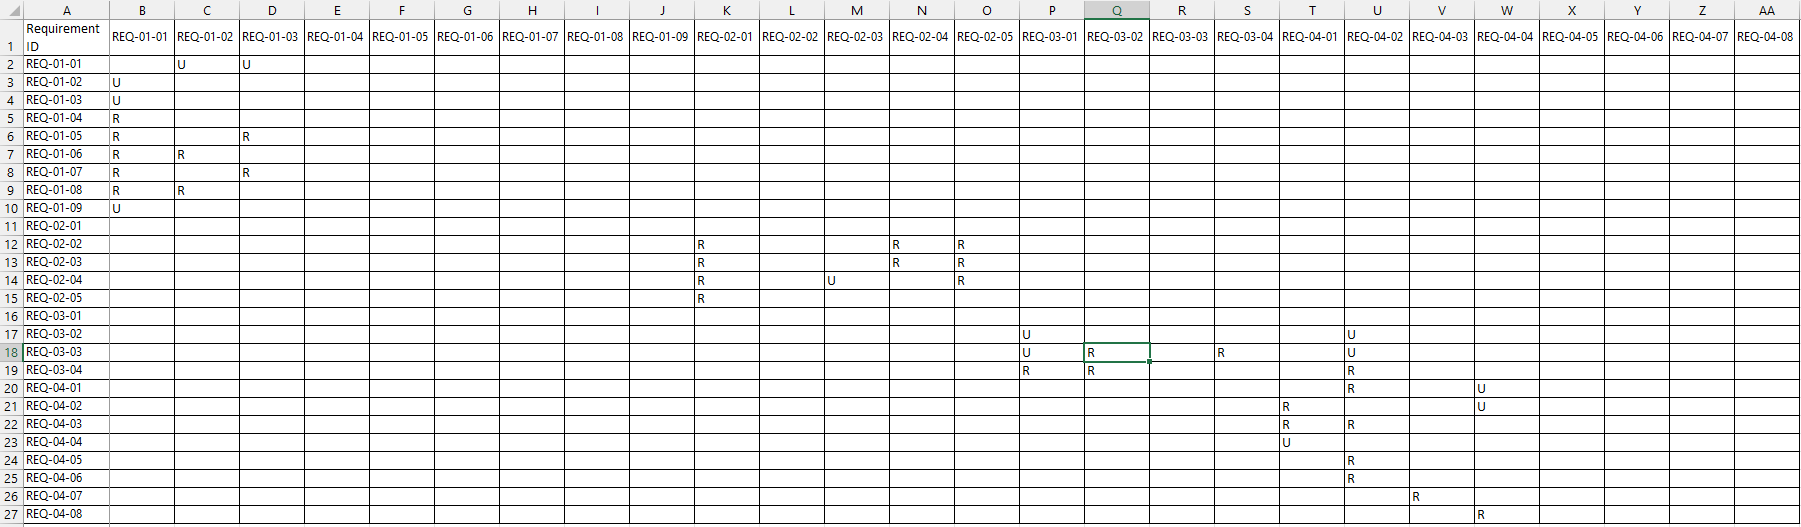 A B C D E F G H I J K L M N O P Q R S T U V W X Y Z AA
Requirement
1 ID REQ-01-01 REQ-01-02 REQ-01-03 REQ-01-04 REQ-01-05 REQ-01-06 REQ-01-07 REQ-01-08 REQ-01-09 REQ-02-01 REQ-02-02 REQ-02-03 REQ-02-04 REQ-02-05 REQ-03-01 REQ-03-02 REQ-03-03 REQ-03-04 REQ-04-01 REQ-04-02 REQ-04-03 REQ-04-04 REQ-04-05 REQ-04-06 REQ-04-07 REQ-04-08
2 REQ-01-01 U U
3 REQ-01-02 U
4 REQ-01-03 U
5 REQ-01-04 R
6 REQ-01-05 R R
7 REQ-01-06 R R
8 REQ-01-07 R R
9 REQ-01-08 R R
10 REQ-01-09 U
11 REQ-02-01
12 REQ-02-02 R R R
13 REQ-02-03 R R R
14 REQ-02-04 R U R
15 REQ-02-05 R
16 REQ-03-01
17 REQ-03-02 U U
18 REQ-03-03 U R R U
19 REQ-03-04 R R R
20 REQ-04-01 R U
21 REQ-04-02 R U
22 REQ-04-03 R R
23 REQ-04-04 U
24 REQ-04-05 R
25 REQ-04-06 R
26 REQ-04-07 R
27 REQ-04-08 R